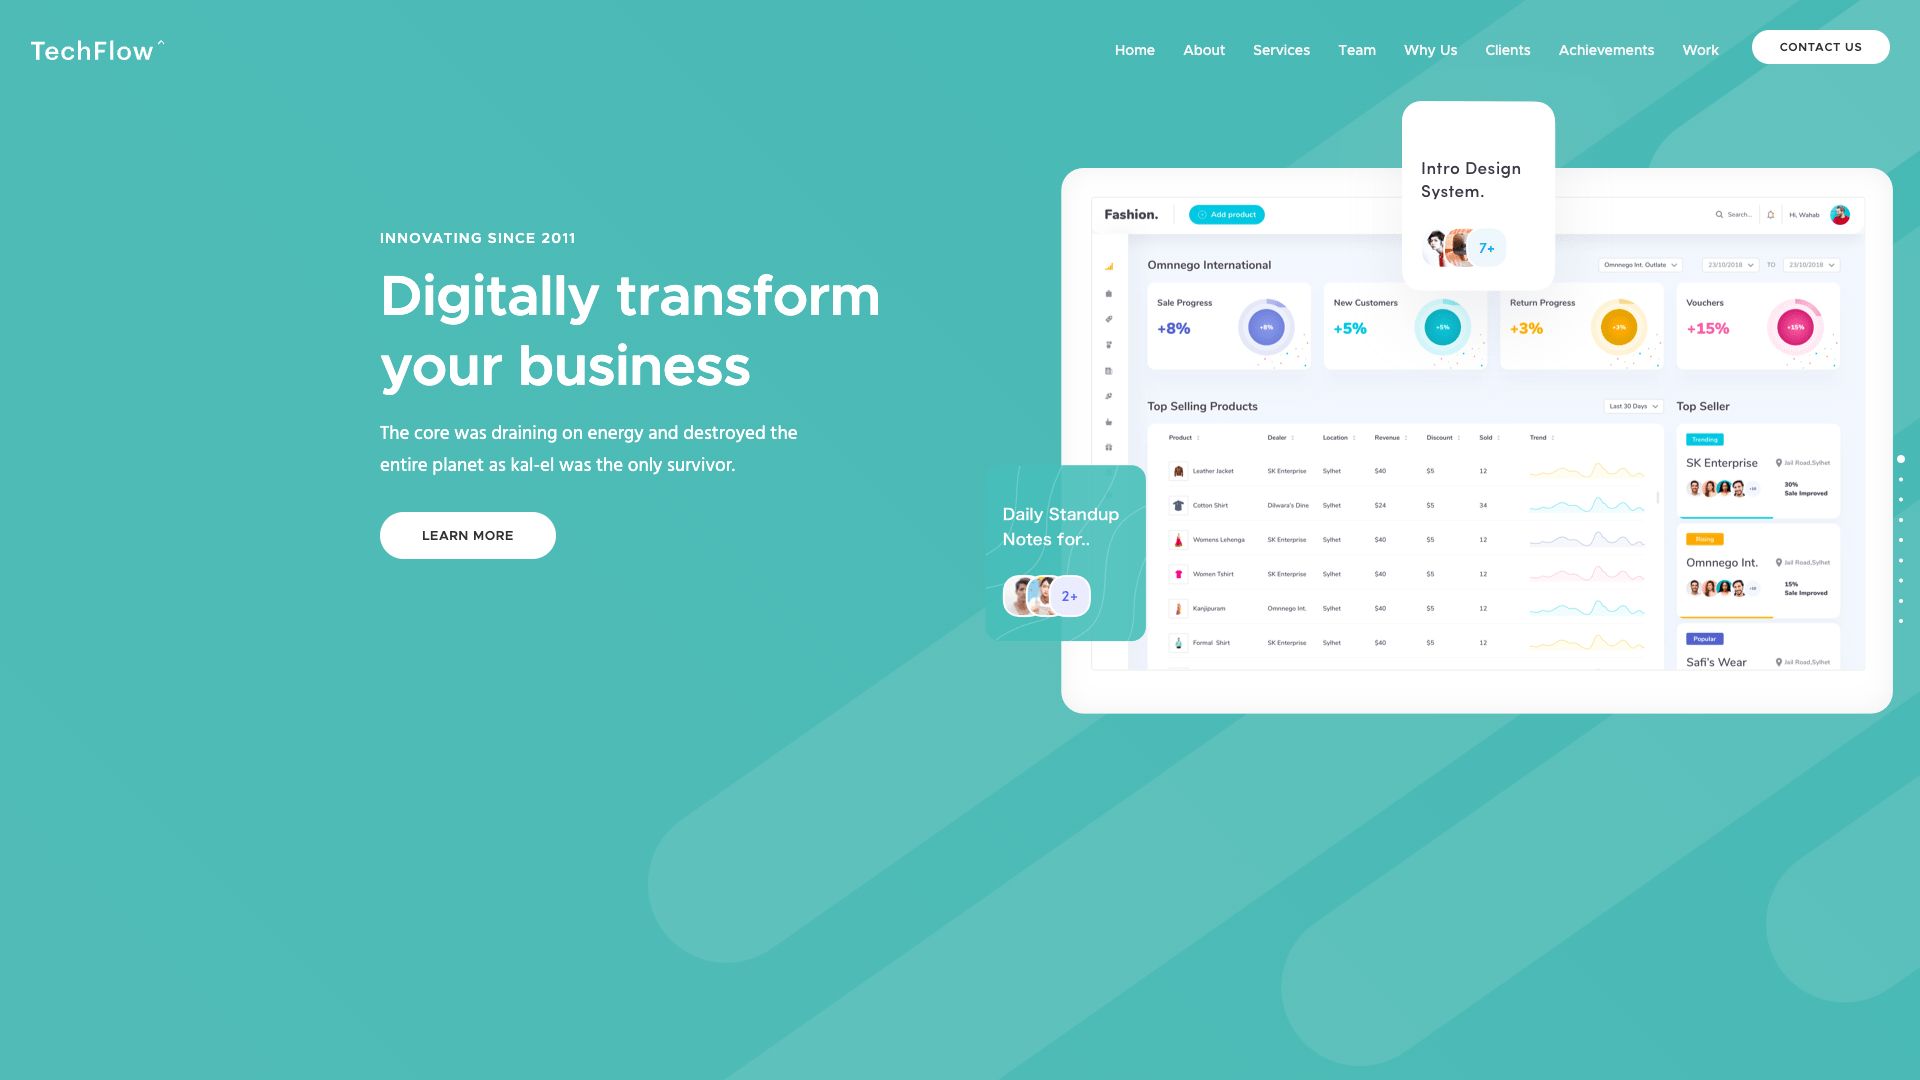 TechFlow^
Home About Services Team Why Us Clients Achievements Work CONTACT US
INNOVATING SINCE 2011
Digitally transform
your business
The core was draining on energy and destroyed the
entire planet as kal-el was the only survivor.
LEARN MORE
Intro Design
System.
7+
Daily Standup
Notes for..
2+
Fashion. Add product Search... Hi, Wahab
Omnnego International Omnnego Int. Outlate 23/10/2018 TO 23/10/2018
Sale Progress
+8% +8%
New Customers
+5% +5%
Return Progress
+3% +3%
Vouchers
+15% +15%
Top Selling Products Last 30 Days
Product Dealer Location Revenue Discount Sold Trend
Leather Jacket SK Enterprise Sylhet $40 $5 12
Cotton Shirt Dilwara's Dine Sylhet $24 $5 34
Womens Lehenga SK Enterprise Sylhet $40 $5 12
Women Tshirt SK Enterprise Sylhet $40 $5 12
Kanjipuram Omnnego Int. Sylhet $40 $5 12
Formal Shirt SK Enterprise Sylhet $40 $5 12
Top Seller
Trending
SK Enterprise Jail Road,Sylhet
30%
Sale Improved
Rising
Omnnego Int. Jail Road,Sylhet
15%
Sale Improved
Popular
Safi's Wear Jail Road,Sylhet